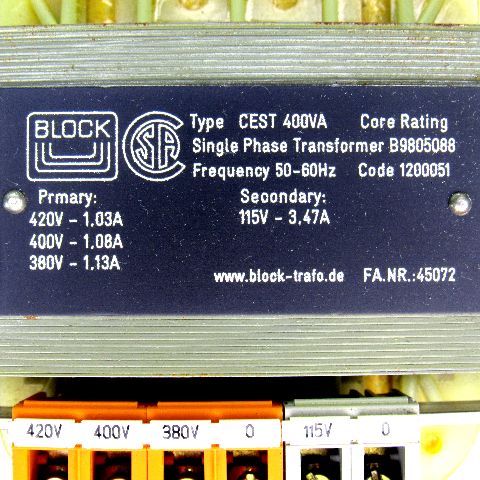 BLOCK
SA
Type CEST 400VA Core Rating
Single Phase Transformer B9805088
Frequency 50-60Hz Code 1200051
Prmary: Secondary:
420V - 1,03A 115V - 3,47A
400V - 1,08A
380V - 1,13A
www.block-trafo.de FA.NR.:45072
420V 400V 380V 0 115V 0